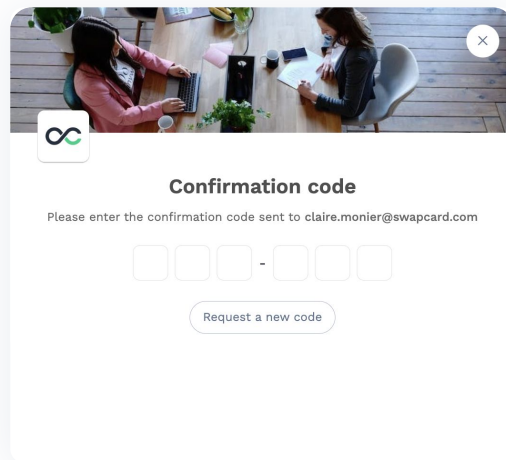 Confirmation code
Please enter the confirmation code sent to claire.monier@swapcard.com
-
Request a new code